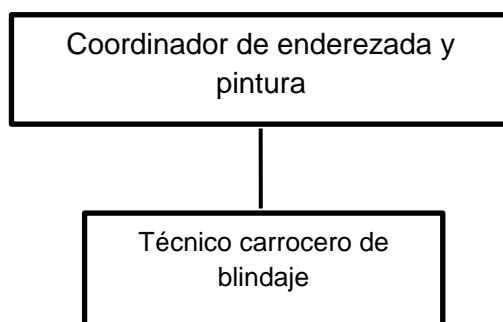 Coordinador de enderezada y
pintura
Técnico carrocero de
blindaje